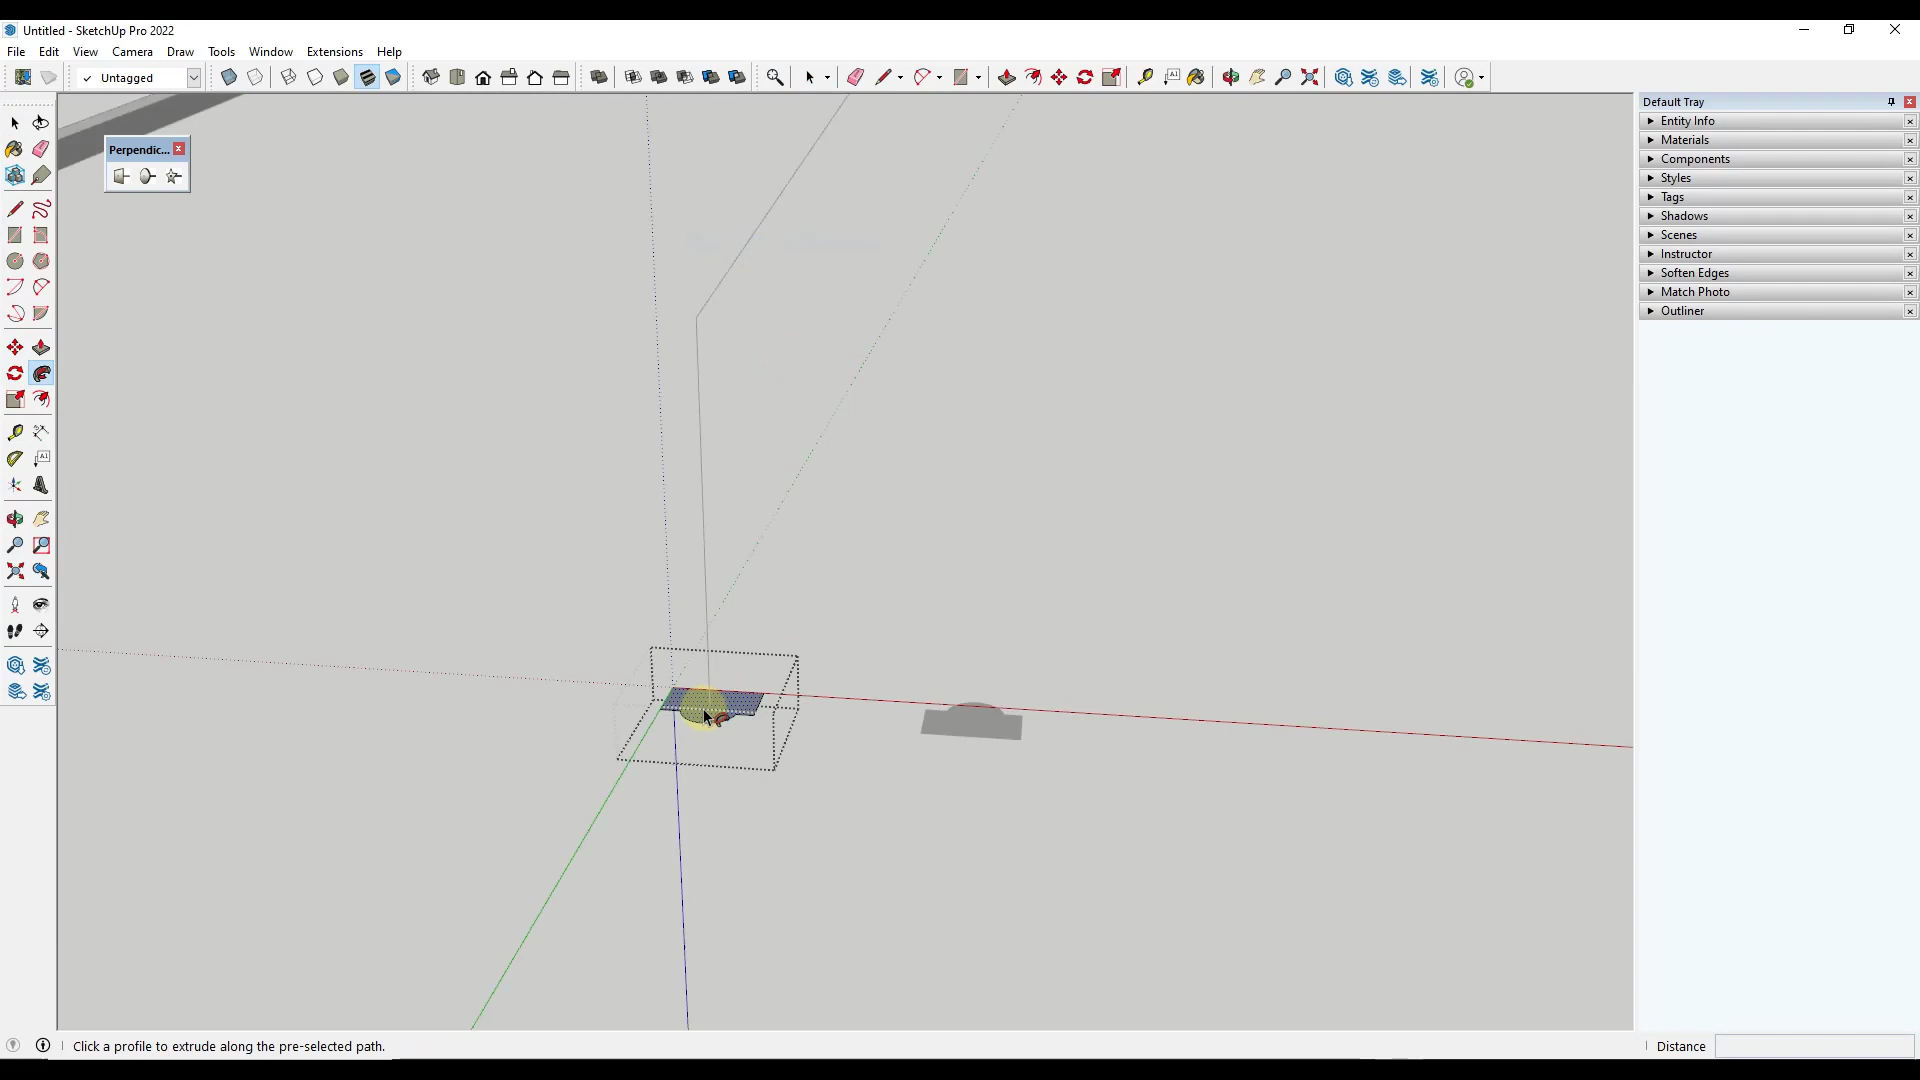 Untitled - SketchUp Pro 2022
File Edit View Camera Draw Tools Window Extensions Help
Untagged
Default Tray
Perpendic...
Entity Info
Materials
Components
Styles
Tags
Shadows
Scenes
Instructor
Soften Edges
Match Photo
Outliner
Click a profile to extrude along the pre-selected path.
Distance